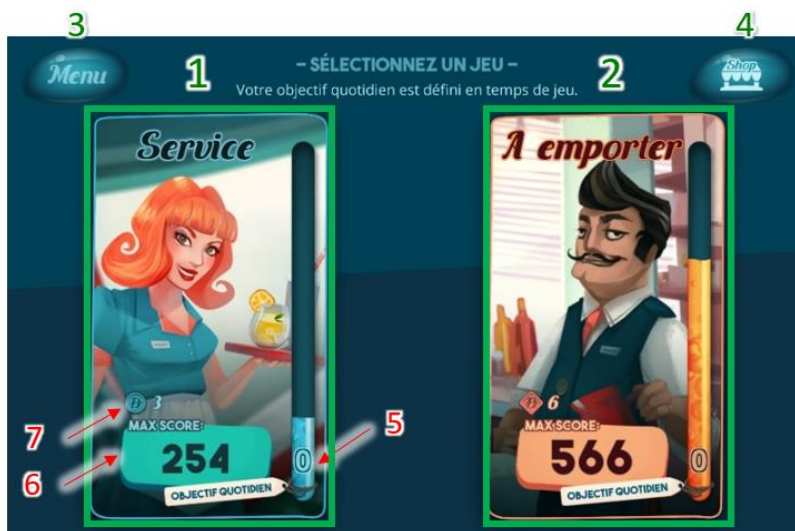 3
4
Menu
1
– SÉLECTIONNEZ UN JEU –
2
Shop
Votre objectif quotidien est défini en temps de jeu.
Service
A emporter
7
3
6
MAX SCORE:
MAX SCORE:
5
6
254
0
566
0
OBJECTIF QUOTIDIEN
OBJECTIF QUOTIDIEN